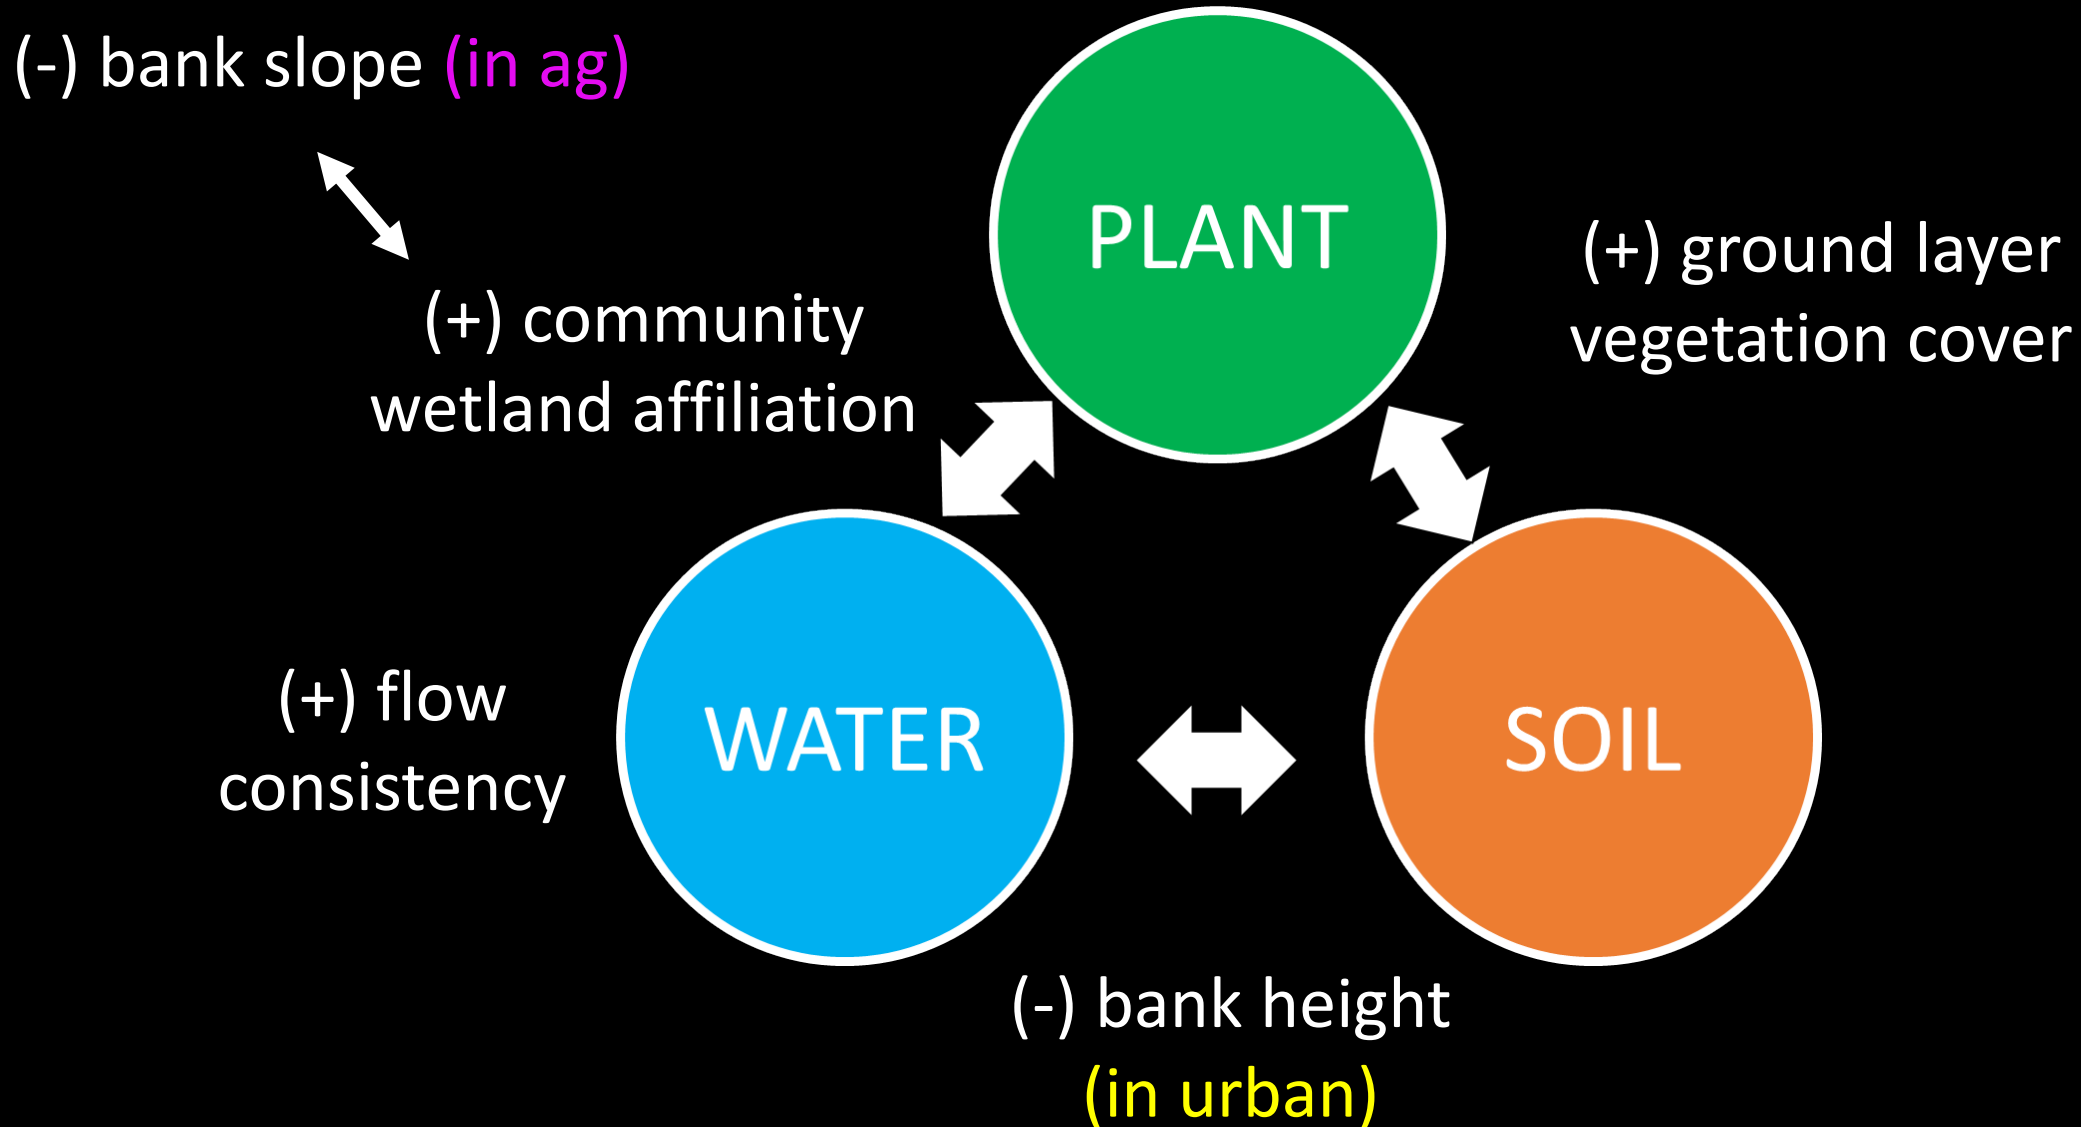 (-) bank slope (in ag)
PLANT
(+) ground layer
vegetation cover
(+) community
wetland affiliation
(+) flow
consistency
WATER
SOIL
(-) bank height
(in urban)